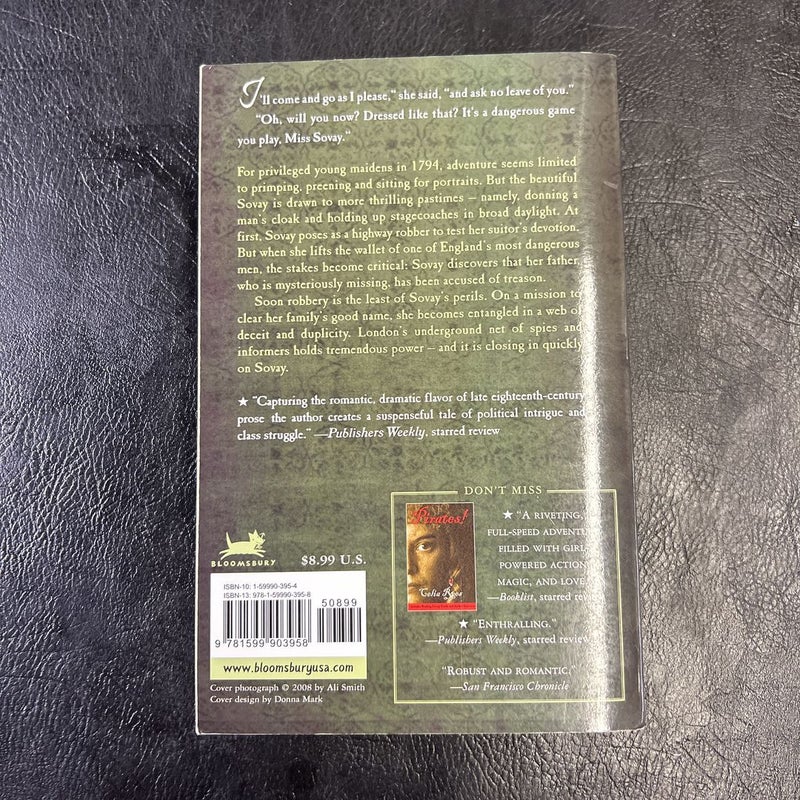 I'll come and go as I please," she said, "and ask no leave of you."
"Oh, will you now? Dressed like that? It's a dangerous game
you play, Miss Sovay."
For privileged young maidens in 1794, adventure seems limited
to primping, preening and sitting for portraits. But the beautiful
Sovay is drawn to more thrilling pastimes – namely, donning a
man's cloak and holding up stagecoaches in broad daylight. At
first, Sovay poses as a highway robber to test her suitor's devotion.
But when she lifts the wallet of one of England's most dangerous
men, the stakes become critical: Sovay discovers that her father,
who is mysteriously missing, has been accused of treason.
Soon robbery is the least of Sovay's perils. On a mission to
clear her family's good name, she becomes entangled in a web of
deceit and duplicity. London's underground net of spies and
informers holds tremendous power – and it is closing in quickly
on Sovay.
★ "Capturing the romantic, dramatic flavor of late eighteenth-century
prose the author creates a suspenseful tale of political intrigue and
class struggle." —Publishers Weekly, starred review
DON'T MISS
Pirates!
Celia Rees
★ "A RIVETING,
FULL-SPEED ADVENTU
FILLED WITH GIRL
POWERED ACTION
MAGIC, AND LOVE
—Booklist, starred rev
★ "ENTHRALLING."
—Publishers Weekly, starred review
"ROBUST AND ROMANTIC."
—San Francisco Chronicle
BLOOMSBURY
$8.99 U.S.
ISBN-10: 1-59990-395-4
ISBN-13: 978-1-59990-395-8
50899
9 781599 903958
www.bloomsburyusa.com
Cover photograph © 2008 by Ali Smith
Cover design by Donna Mark